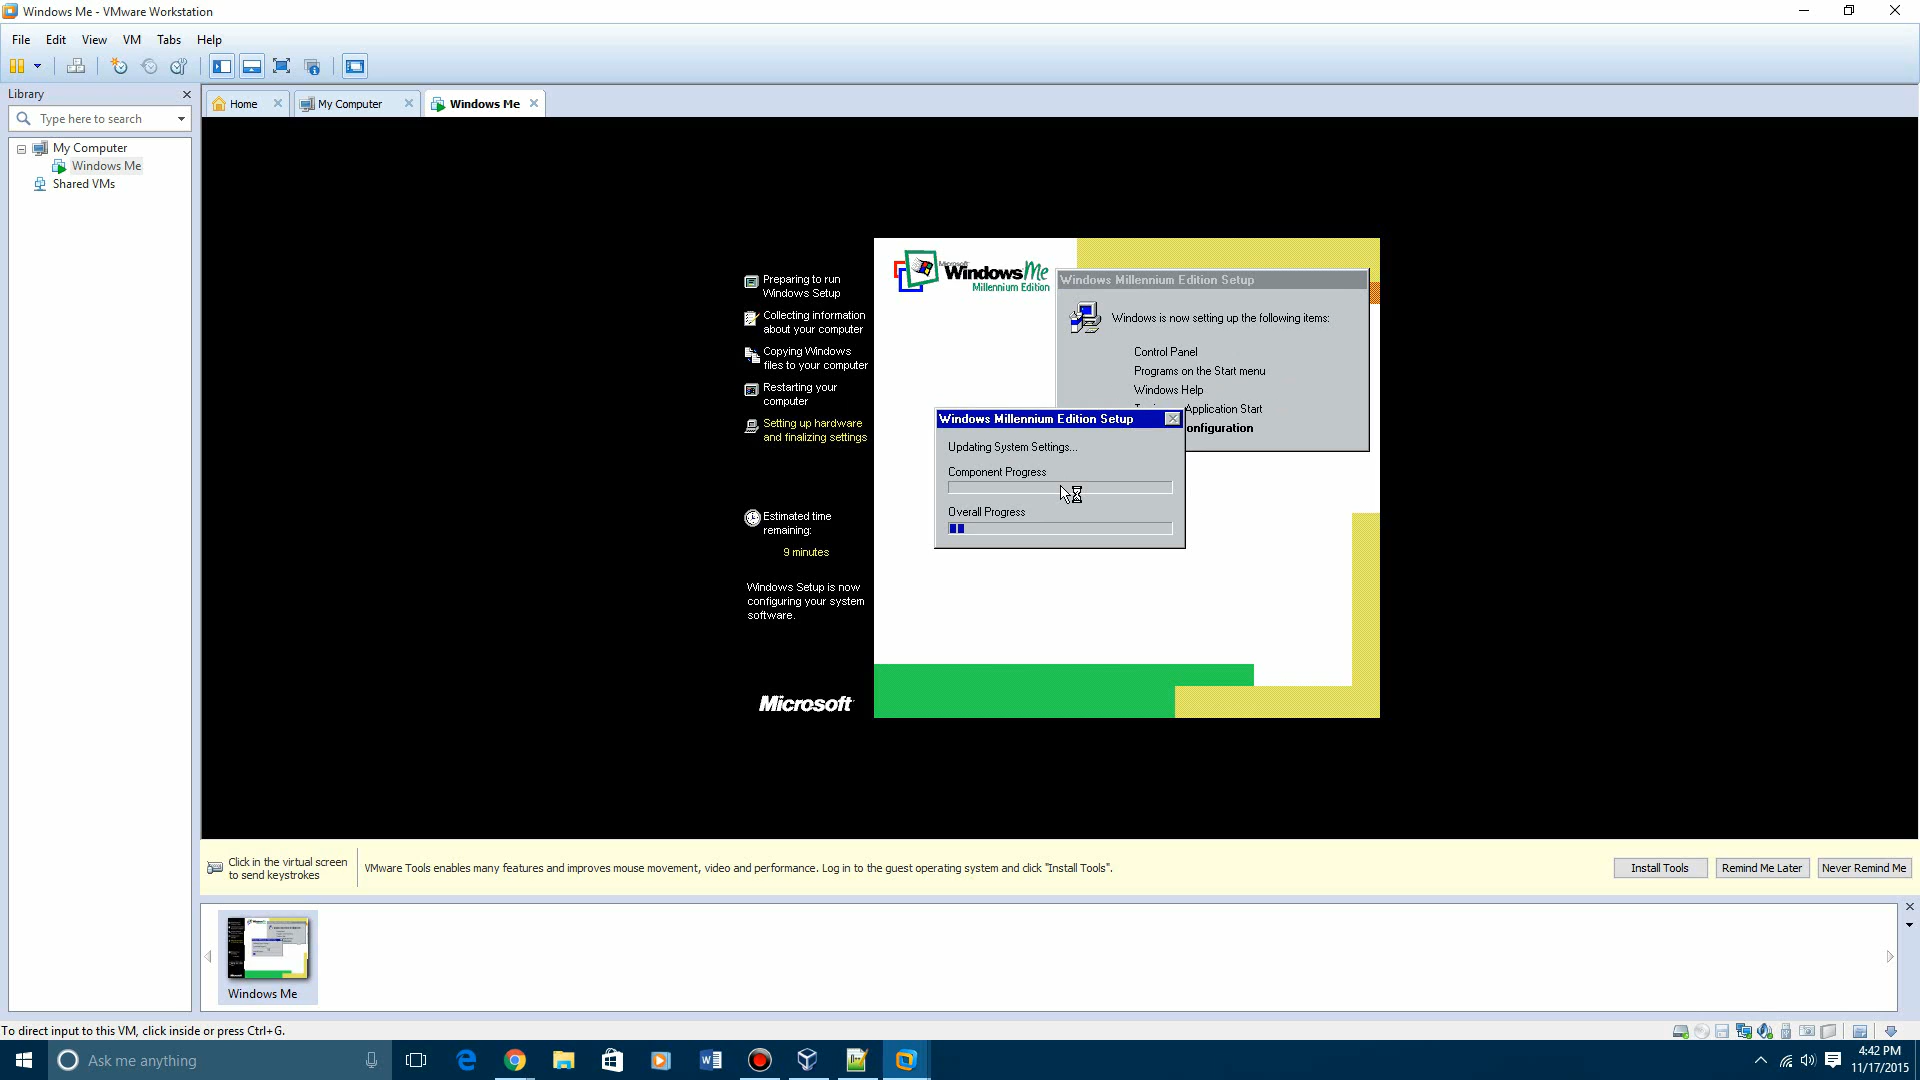 Windows Me - VMware Workstation
File Edit View VM Tabs Help
Library
Type here to search
My Computer
Windows Me
Shared VMs
Home
My Computer
Windows Me
Preparing to run
Windows Setup
Collecting information
about your computer
Copying Windows
files to your computer
Restarting your
computer
Setting up hardware
and finalizing settings
Estimated time
remaining:
9 minutes
Windows Setup is now
configuring your system
software.
Microsoft
Microsoft
Windows Me
Millennium Edition
Windows Millennium Edition Setup
Windows is now setting up the following items:
Control Panel
Programs on the Start menu
Windows Help
Application Start
onfiguration
Windows Millennium Edition Setup
Updating System Settings...
Component Progress
Overall Progress
Click in the virtual screen
to send keystrokes
VMware Tools enables many features and improves mouse movement, video and performance. Log in to the guest operating system and click "Install Tools".
Install Tools
Remind Me Later
Never Remind Me
Windows Me
To direct input to this VM, click inside or press Ctrl+G.
Ask me anything
4:42 PM
11/17/2015